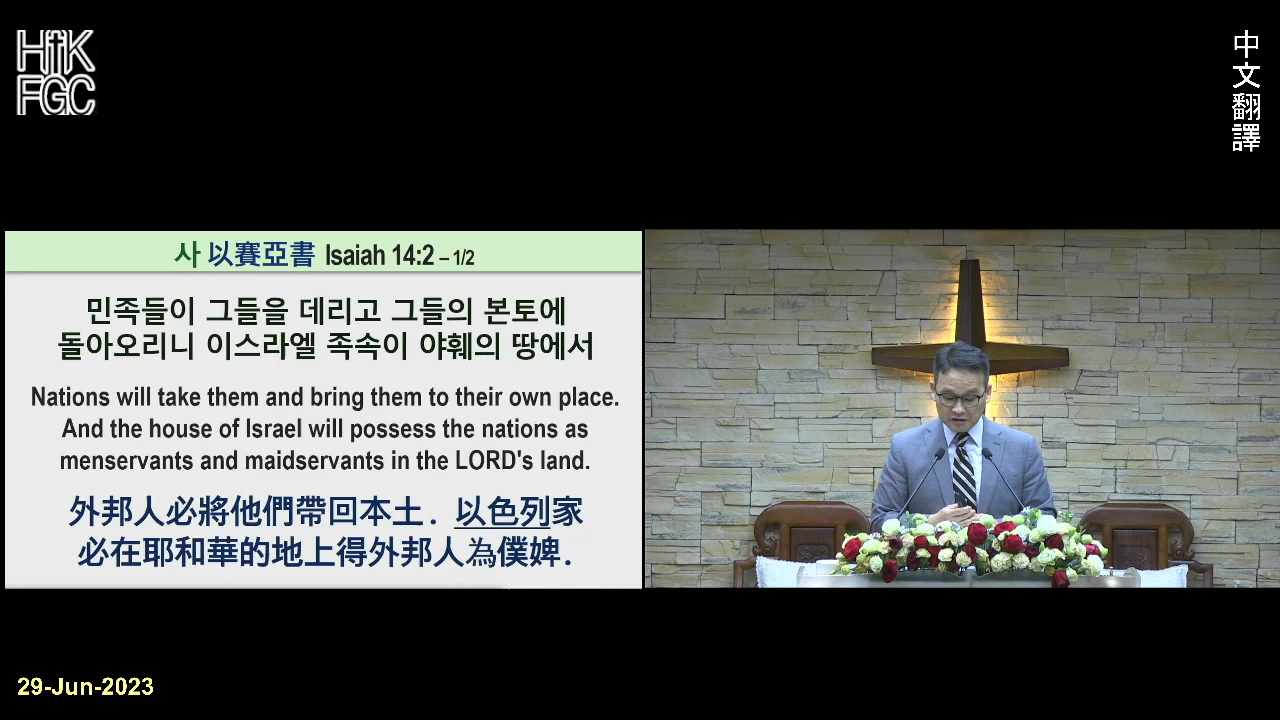 HfK
FGC
中文翻譯
사 以賽亞書 Isaiah 14:2 – 1/2
민족들이 그들을 데리고 그들의 본토에
돌아오리니 이스라엘 족속이 야훼의 땅에서
Nations will take them and bring them to their own place.
And the house of Israel will possess the nations as
menservants and maidservants in the LORD's land.
外邦人必將他們帶回本土. 以色列家
必在耶和華的地上得外邦人為僕婢.
29-Jun-2023